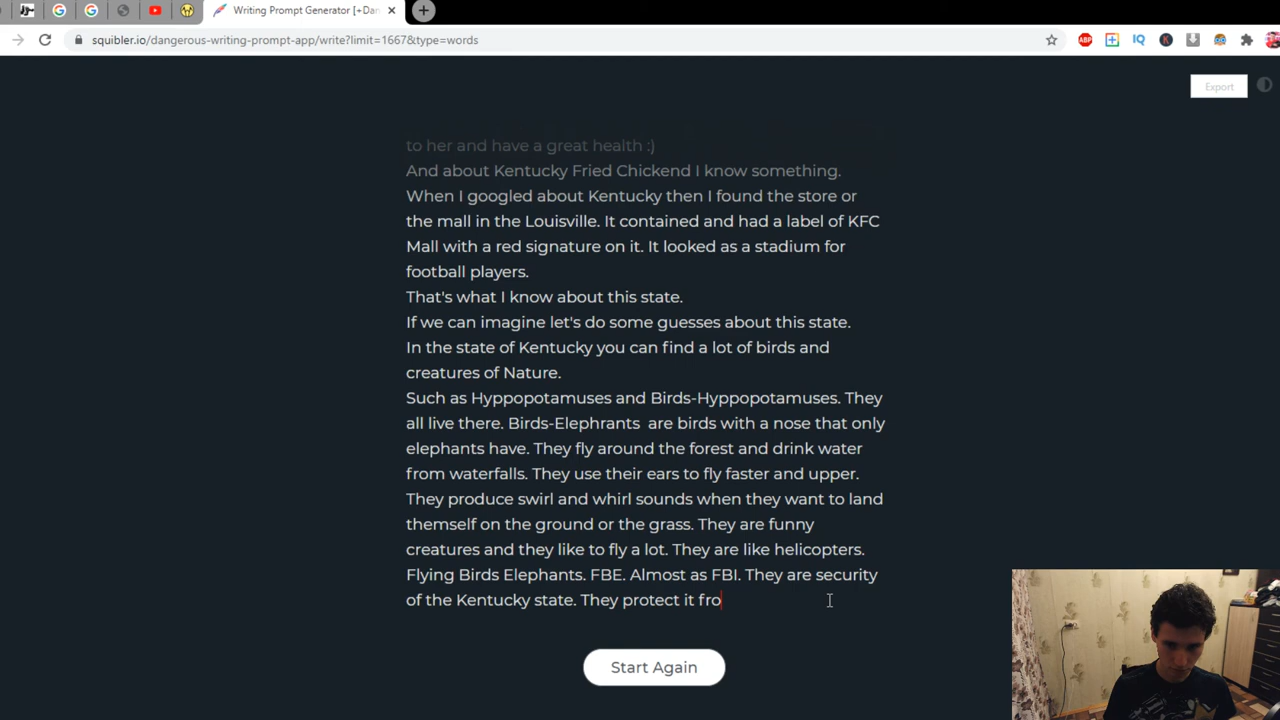 Writing Prompt Generator [+Dan
squibler.io/dangerous-writing-prompt-app/write?limit=1667&type=words
ABP
IQ
K
Export
to her and have a great health :)
And about Kentucky Fried Chickend I know something.
When I googled about Kentucky then I found the store or
the mall in the Louisville. It contained and had a label of KFC
Mall with a red signature on it. It looked as a stadium for
football players.
That's what I know about this state.
If we can imagine let's do some guesses about this state.
In the state of Kentucky you can find a lot of birds and
creatures of Nature.
Such as Hyppopotamuses and Birds-Hyppopotamuses. They
all live there. Birds-Elephrants are birds with a nose that only
elephants have. They fly around the forest and drink water
from waterfalls. They use their ears to fly faster and upper.
They produce swirl and whirl sounds when they want to land
themself on the ground or the grass. They are funny
creatures and they like to fly a lot. They are like helicopters.
Flying Birds Elephants. FBE. Almost as FBI. They are security
of the Kentucky state. They protect it fro
Start Again